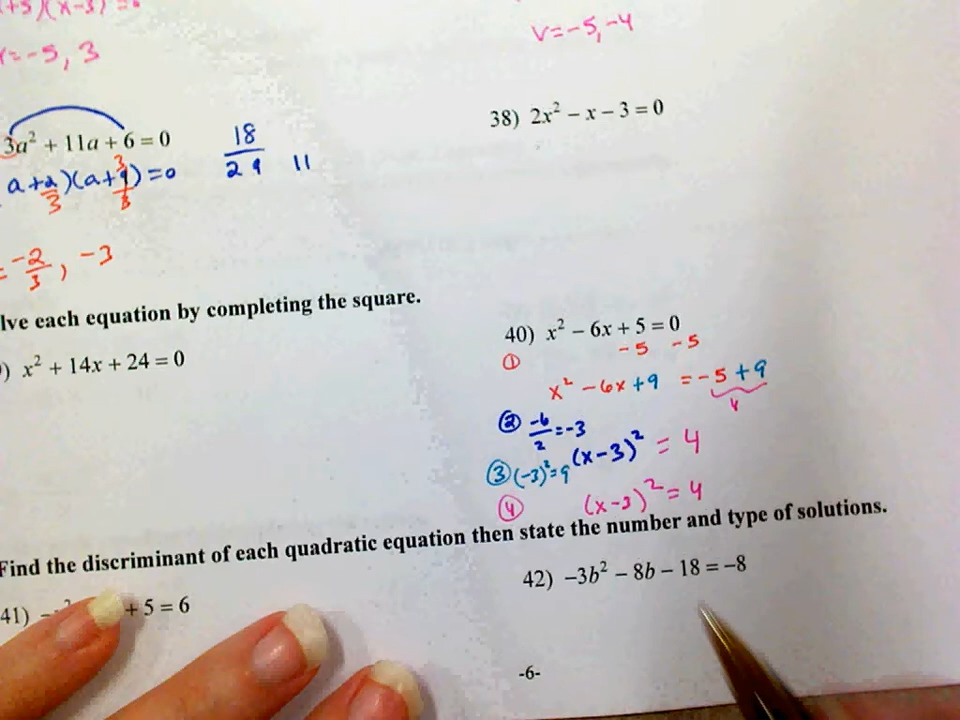 +5)(x-3)=0
v=-5,-4
=-5, 3
38) 2x² - x - 3 = 0
3a² + 11a + 6 = 0
18
29 11
a+2/3)(a+9/3)=0
3
= -2/3, -3
lve each equation by completing the square.
) x² + 14x + 24 = 0
40) x² - 6x + 5 = 0
① -5 -5
x² -6x +9 = -5 +9
4
② -6/2 = -3
(x-3)² = 4
③ (-3)²=9
④ (x-3)² = 4
Find the discriminant of each quadratic equation then state the number and type of solutions.
41) + 5 = 6
42) -3b² - 8b - 18 = -8
-6-